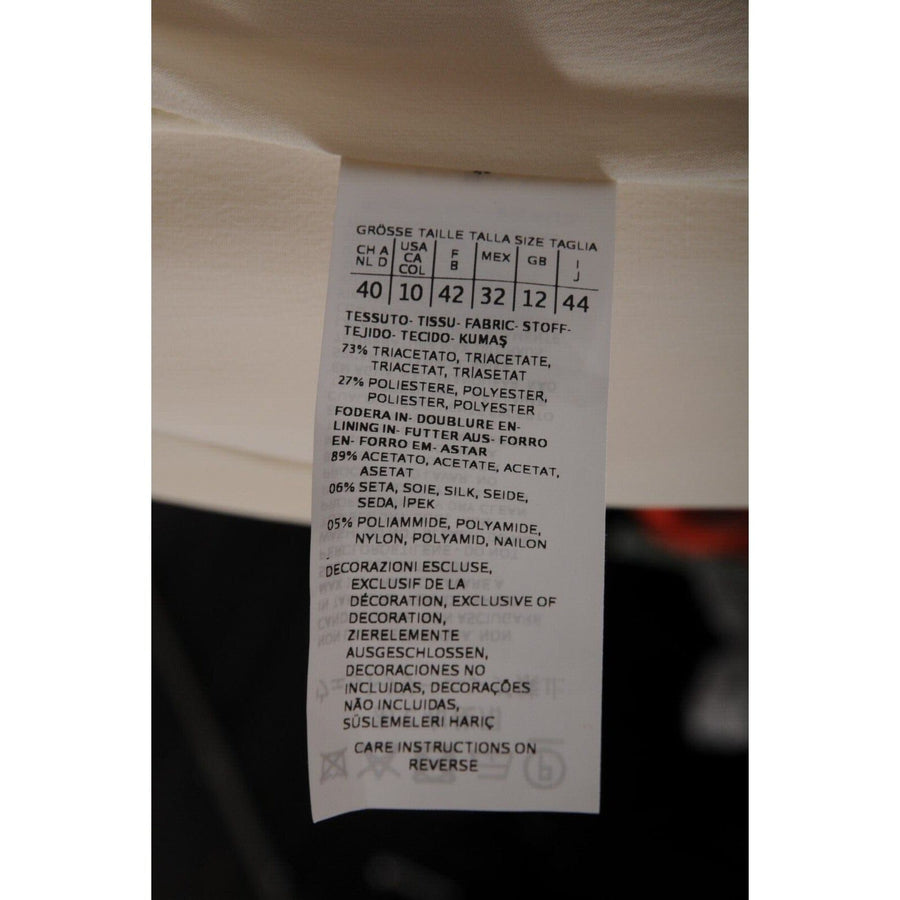 GRÖSSE TAILLE TALLA SIZE TAGLIA
CH A NL D | USA CA COL | F B | MEX | GB | I J
40 | 10 | 42 | 32 | 12 | 44
TESSUTO- TISSU- FABRIC- STOFF-
TEJIDO- TECIDO- KUMAŞ
73% TRIACETATO, TRIACETATE,
TRIACETAT, TRİASETAT
27% POLIESTERE, POLYESTER,
POLIESTER, POLYESTER
FODERA IN- DOUBLURE EN-
LINING IN- FUTTER AUS- FORRO
EN- FORRO EM- ASTAR
89% ACETATO, ACETATE, ACETAT,
ASETAT
06% SETA, SOIE, SILK, SEIDE,
SEDA, İPEK
05% POLIAMMIDE, POLYAMIDE,
NYLON, POLYAMID, NAILON
DECORAZIONI ESCLUSE,
EXCLUSIF DE LA
DÉCORATION, EXCLUSIVE OF
DECORATION,
ZIERELEMENTE
AUSGESCHLOSSEN,
DECORACIONES NO
INCLUIDAS, DECORAÇÕES
NÃO INCLUIDAS,
SÜSLEMELERI HARIÇ
CARE INSTRUCTIONS ON
REVERSE